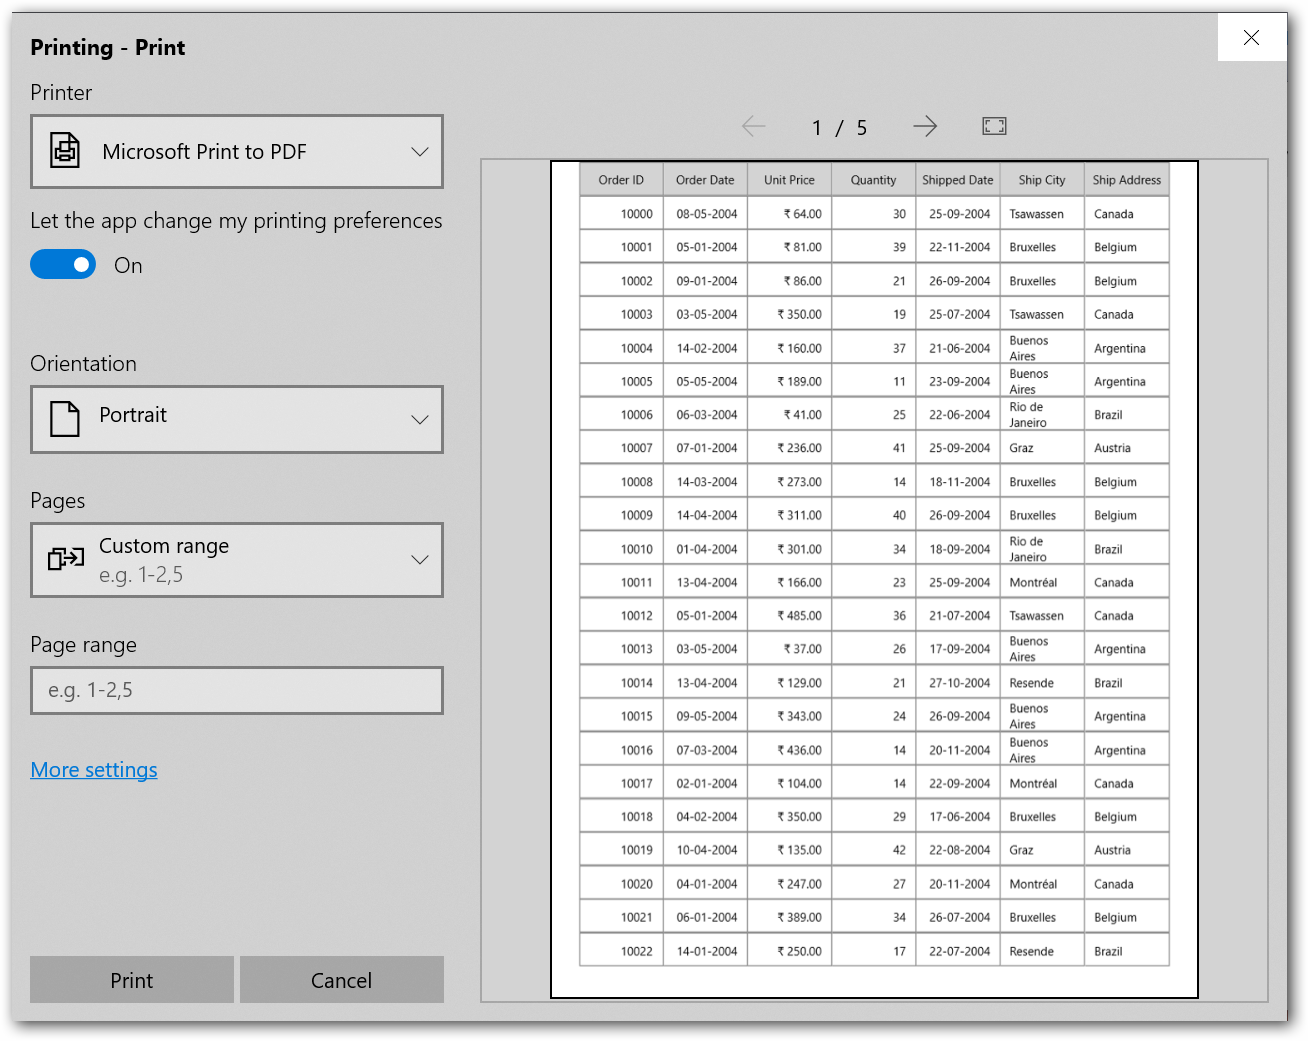 Printing - Print
Printer
Microsoft Print to PDF
Let the app change my printing preferences
On
Orientation
Portrait
Pages
Custom range
e.g. 1-2,5
Page range
e.g. 1-2,5
More settings
Print Cancel
1 / 5
Order ID Order Date Unit Price Quantity Shipped Date Ship City Ship Address
10000 08-05-2004 ₹ 64.00 30 25-09-2004 Tsawassen Canada
10001 05-01-2004 ₹ 81.00 39 22-11-2004 Bruxelles Belgium
10002 09-01-2004 ₹ 86.00 21 26-09-2004 Bruxelles Belgium
10003 03-05-2004 ₹ 350.00 19 25-07-2004 Tsawassen Canada
10004 14-02-2004 ₹ 160.00 37 21-06-2004 Buenos Aires Argentina
10005 05-05-2004 ₹ 189.00 11 23-09-2004 Buenos Aires Argentina
10006 06-03-2004 ₹ 41.00 25 22-06-2004 Rio de Janeiro Brazil
10007 07-01-2004 ₹ 236.00 41 25-09-2004 Graz Austria
10008 14-03-2004 ₹ 273.00 14 18-11-2004 Bruxelles Belgium
10009 14-04-2004 ₹ 311.00 40 26-09-2004 Bruxelles Belgium
10010 01-04-2004 ₹ 301.00 34 18-09-2004 Rio de Janeiro Brazil
10011 13-04-2004 ₹ 166.00 23 25-09-2004 Montréal Canada
10012 05-01-2004 ₹ 485.00 36 21-07-2004 Tsawassen Canada
10013 03-05-2004 ₹ 37.00 26 17-09-2004 Buenos Aires Argentina
10014 13-04-2004 ₹ 129.00 21 27-10-2004 Resende Brazil
10015 09-05-2004 ₹ 343.00 24 26-09-2004 Buenos Aires Argentina
10016 07-03-2004 ₹ 436.00 14 20-11-2004 Buenos Aires Argentina
10017 02-01-2004 ₹ 104.00 14 22-09-2004 Montréal Canada
10018 04-02-2004 ₹ 350.00 29 17-06-2004 Bruxelles Belgium
10019 10-04-2004 ₹ 135.00 42 22-08-2004 Graz Austria
10020 04-01-2004 ₹ 247.00 27 20-11-2004 Montréal Canada
10021 06-01-2004 ₹ 389.00 34 26-07-2004 Bruxelles Belgium
10022 14-01-2004 ₹ 250.00 17 22-07-2004 Resende Brazil